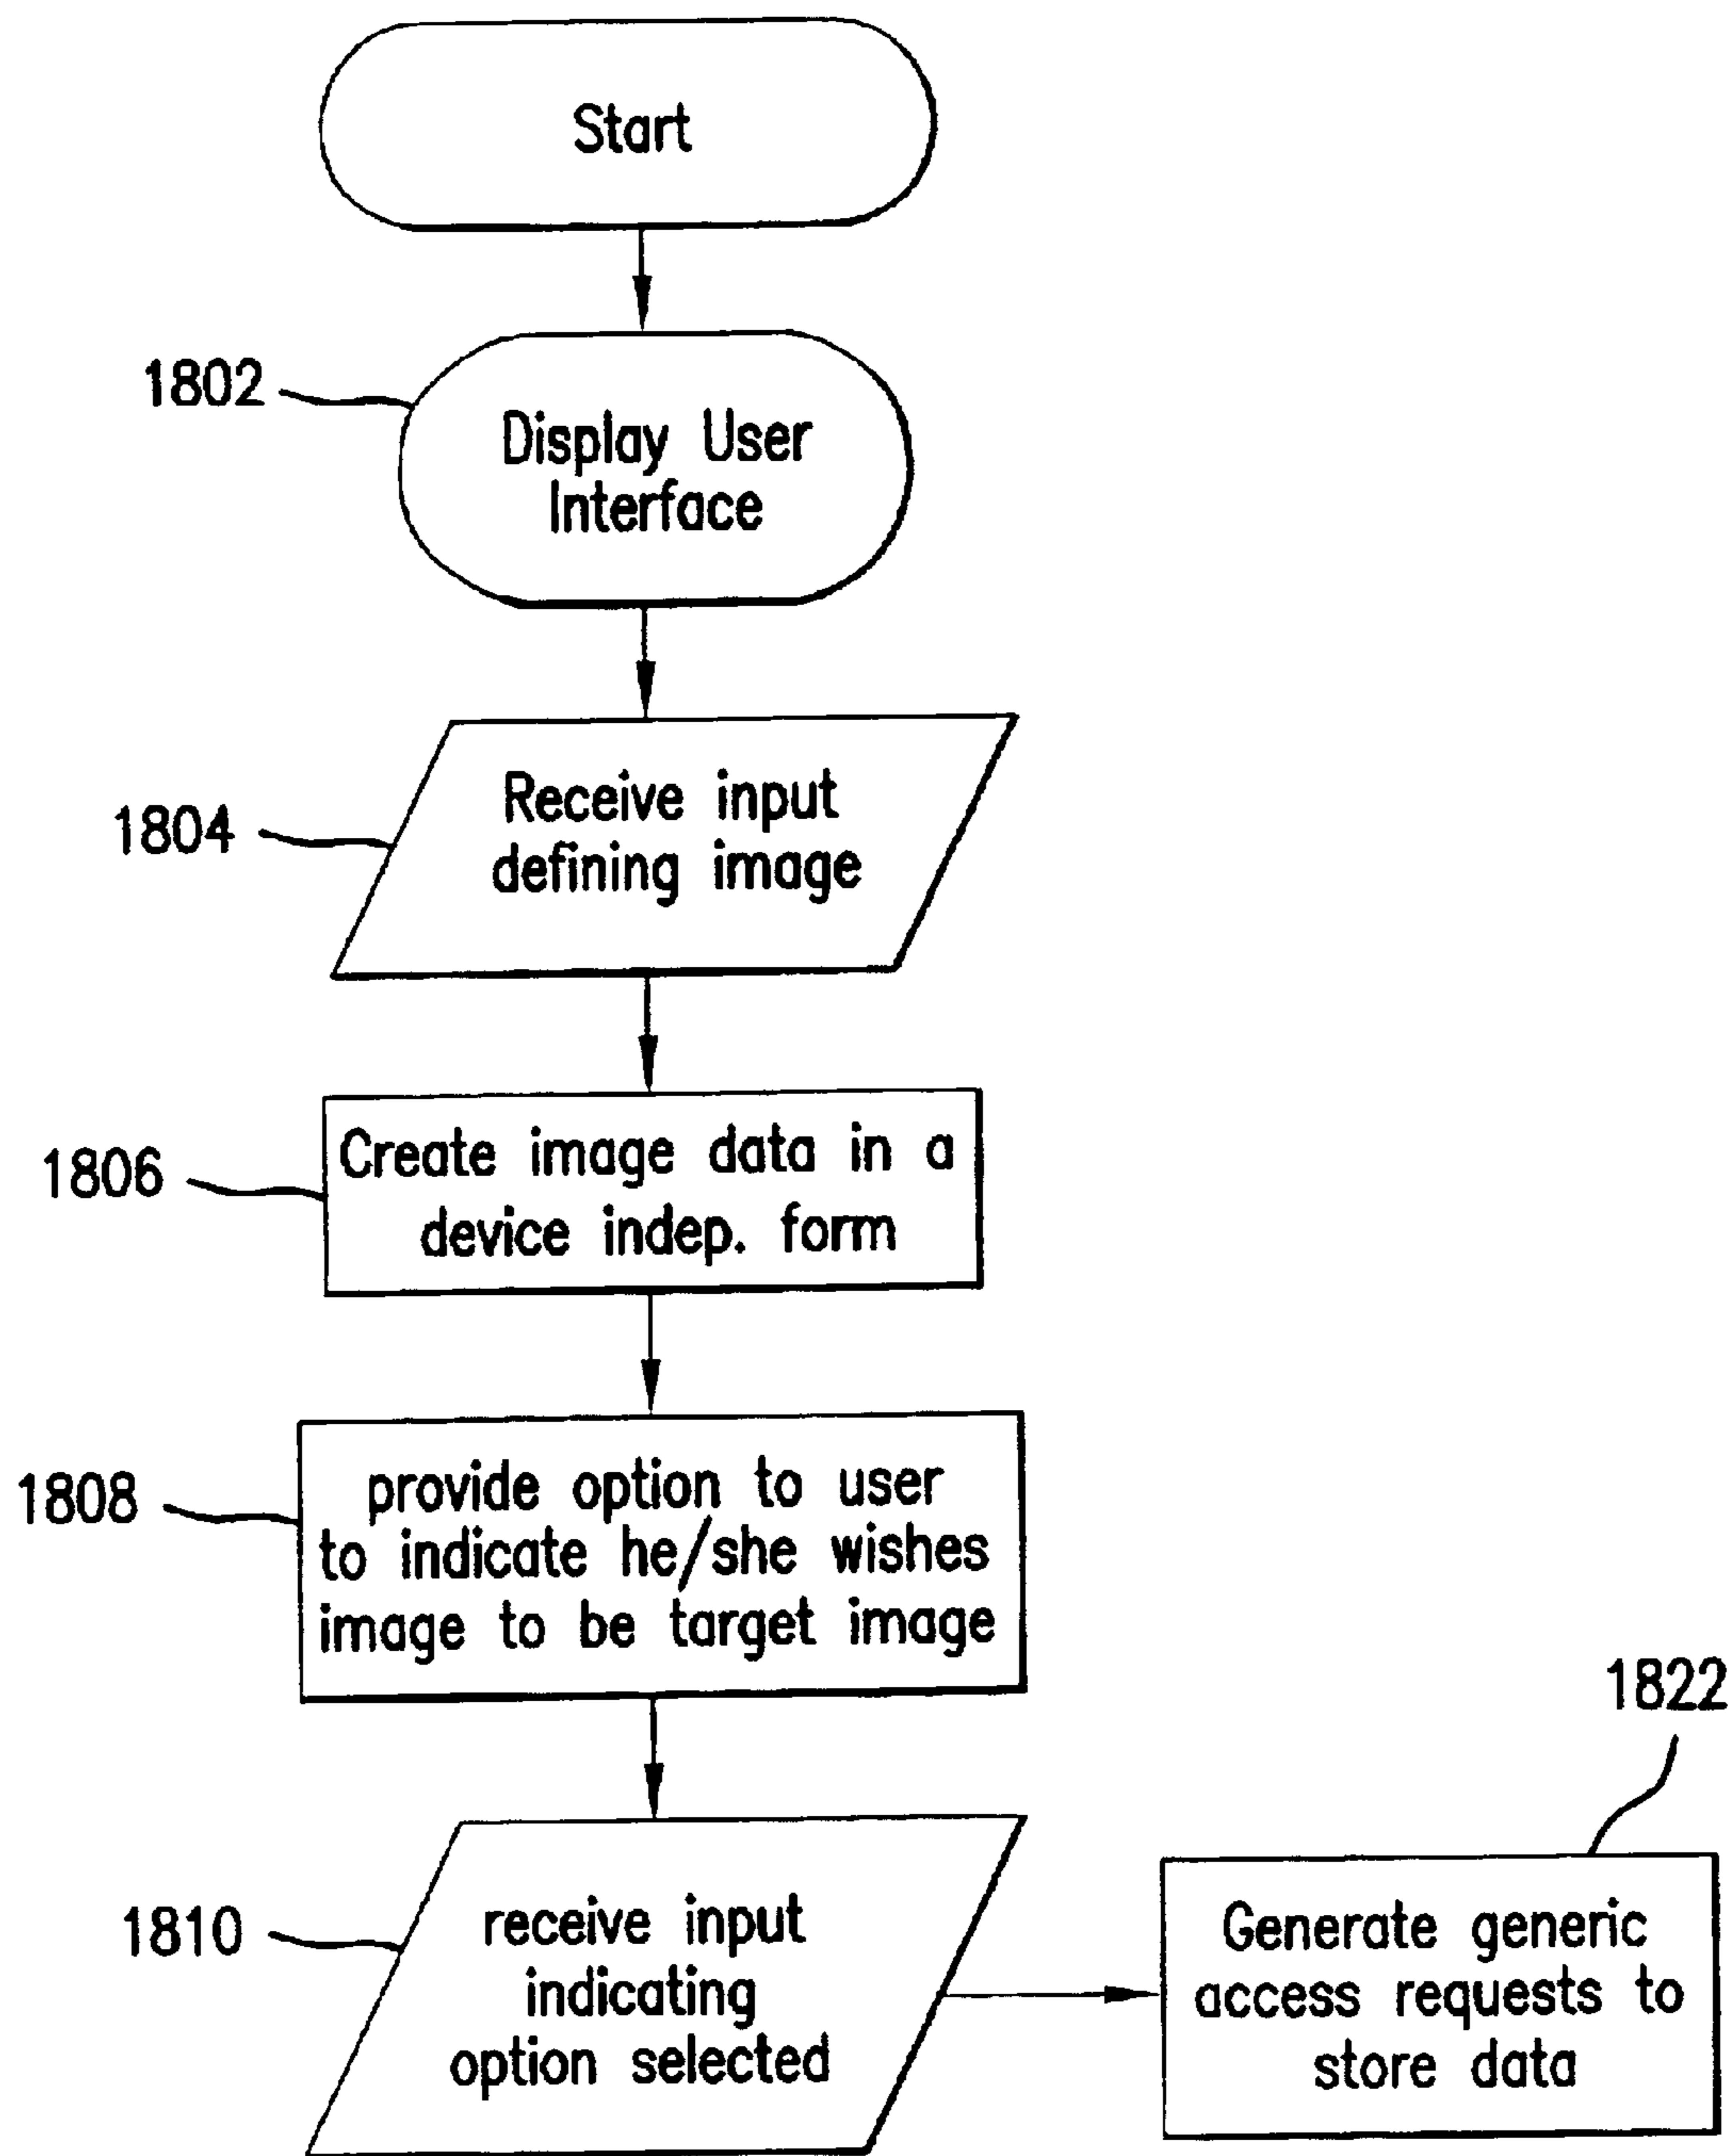 Start
1802
Display User
Interface
1804
Receive input
defining image
1806
Create image data in a
device indep. form
1808
provide option to user
to indicate he/she wishes
image to be target image
1810
receive input
indicating
option selected
1822
Generate generic
access requests to
store data